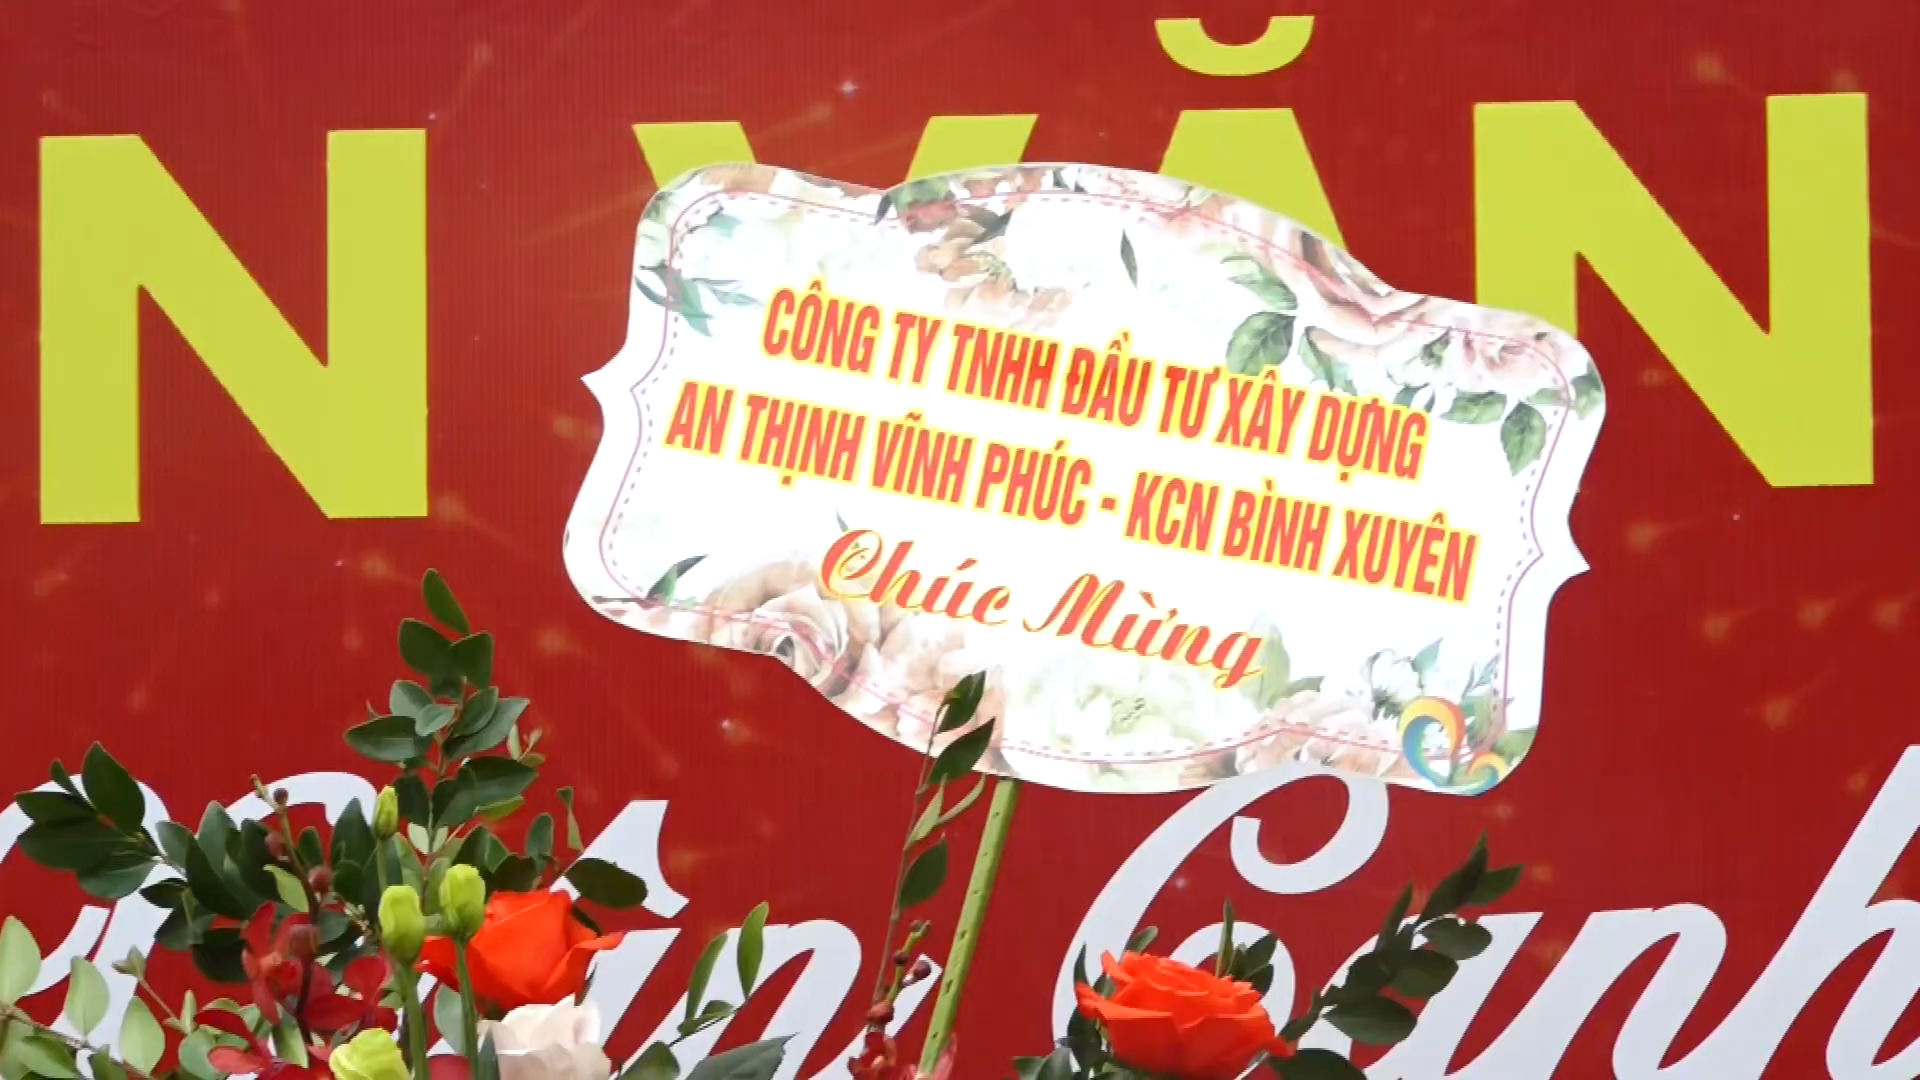 N VĂN
CÔNG TY TNHH ĐẦU TƯ XÂY DỰNG
AN THỊNH VĨNH PHÚC - KCN BÌNH XUYÊN
Chúc Mừng